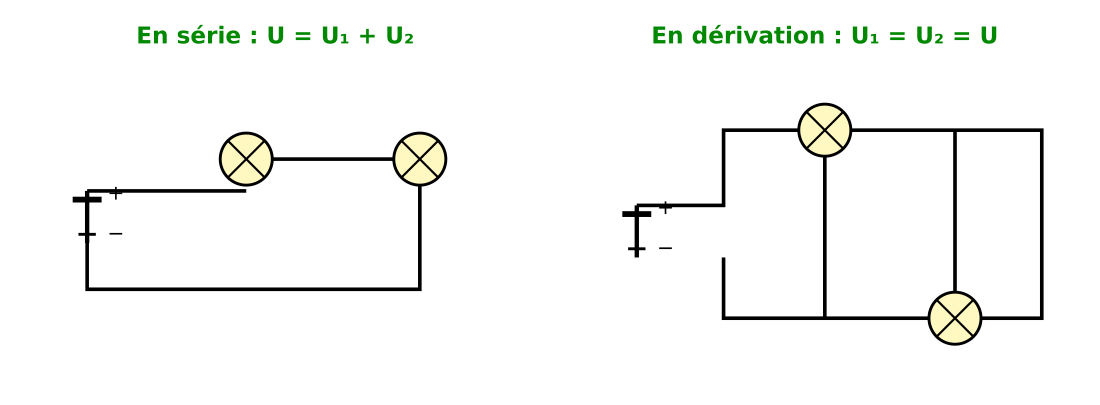 En série : U = U₁ + U₂
En dérivation : U₁ = U₂ = U
+
−
+
−